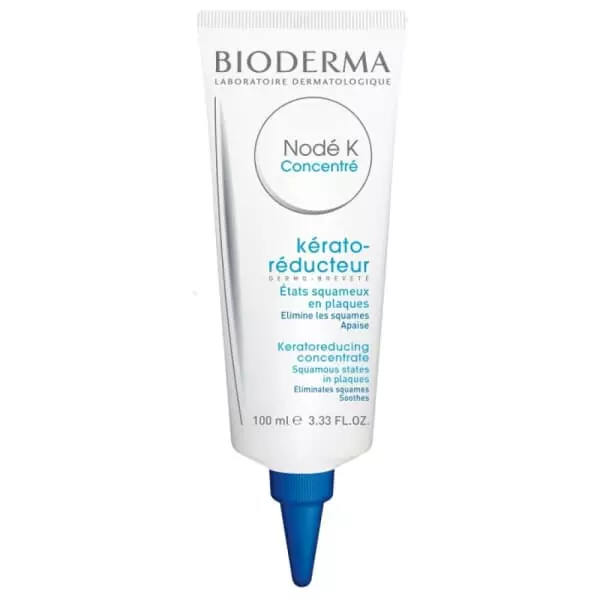 BIODERMA
LABORATOIRE DERMATOLOGIQUE
Nodé K
Concentré
kérato-
réducteur
DERMO-BREVETÉ
États squameux
en plaques
Elimine les squames
Apaise
Keratoreducing
concentrate
Squamous states
in plaques
Eliminates squames
Soothes
100 ml ℮ 3.33 FL.OZ.